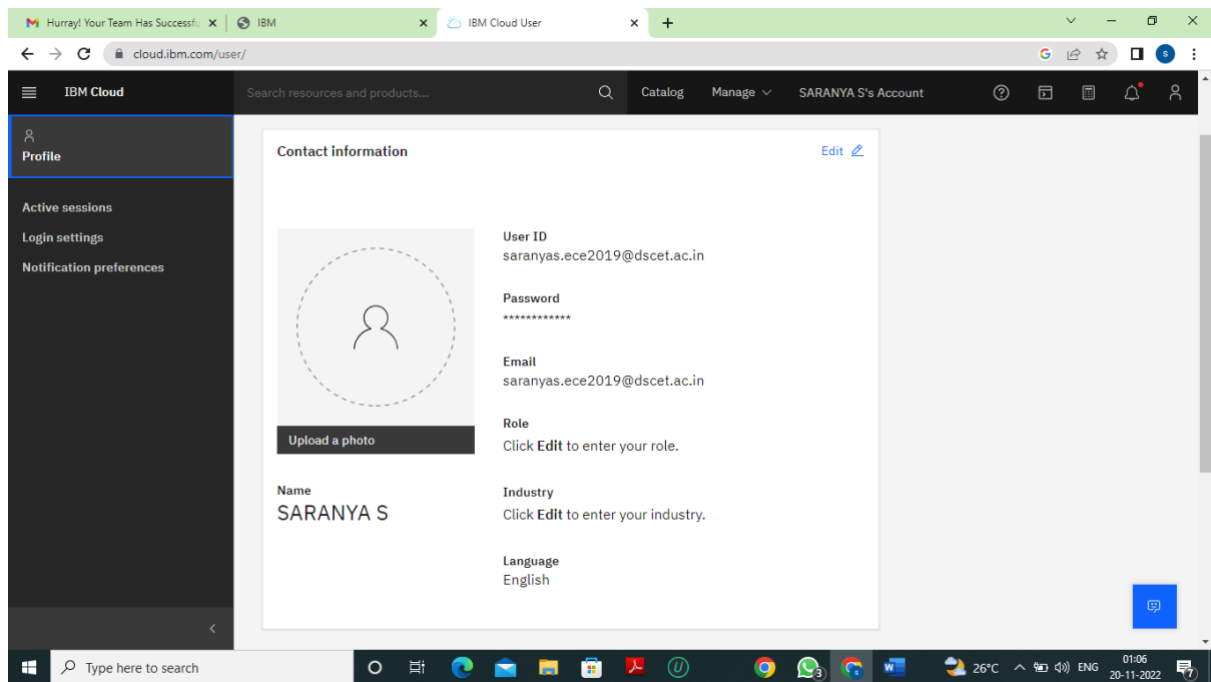 Hurray! Your Team Has Successfu
IBM
IBM Cloud User
cloud.ibm.com/user/
G
s
IBM Cloud
Search resources and products...
Catalog
Manage
SARANYA S's Account
Profile
Active sessions
Login settings
Notification preferences
Contact information
Edit
User ID
saranyas.ece2019@dscet.ac.in
Password
************
Email
saranyas.ece2019@dscet.ac.in
Role
Click Edit to enter your role.
Upload a photo
Name
SARANYA S
Industry
Click Edit to enter your industry.
Language
English
Type here to search
3
26°C
ENG
01:06
20-11-2022
7